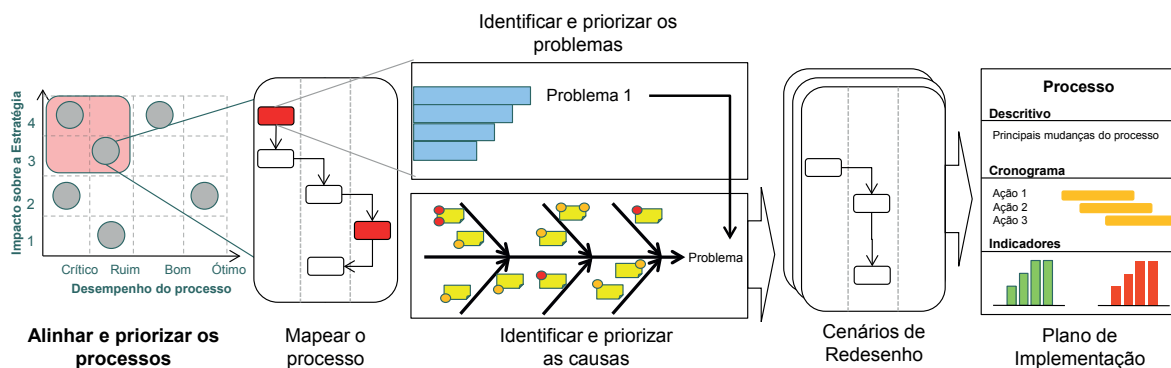 Identificar e priorizar os
problemas
Impacto sobre a Estratégia
4
3
2
1
Crítico
Ruim
Bom
Ótimo
Desempenho do processo
Alinhar e priorizar os
processos
Mapear o
processo
Problema 1
Problema
Identificar e priorizar
as causas
Cenários de
Redesenho
Processo
Descritivo
Principais mudanças do processo
Cronograma
Ação 1
Ação 2
Ação 3
Indicadores
Plano de
Implementação